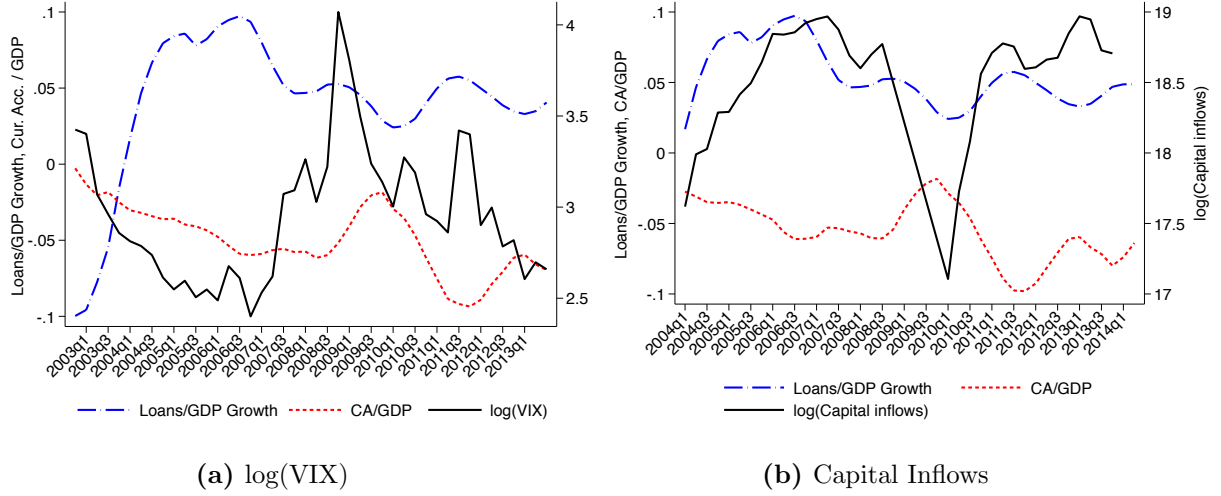 Loans/GDP Growth, Cur. Acc. / GDP
.1
.05
0
-.05
-.1
4
3.5
3
2.5
2003q1
2003q3
2004q1
2004q3
2005q1
2005q3
2006q1
2006q3
2007q1
2007q3
2008q1
2008q3
2009q1
2009q3
2010q1
2010q3
2011q1
2011q3
2012q1
2012q3
2013q1
Loans/GDP Growth CA/GDP log(VIX)
(a) log(VIX)
Loans/GDP Growth, CA/GDP
.1
.05
0
-.05
-.1
19
18.5
18
17.5
17
log(Capital inflows)
2004q1
2004q3
2005q1
2005q3
2006q1
2006q3
2007q1
2007q3
2008q1
2008q3
2009q1
2009q3
2010q1
2010q3
2011q1
2011q3
2012q1
2012q3
2013q1
2013q3
2014q1
Loans/GDP Growth CA/GDP
log(Capital inflows)
(b) Capital Inflows